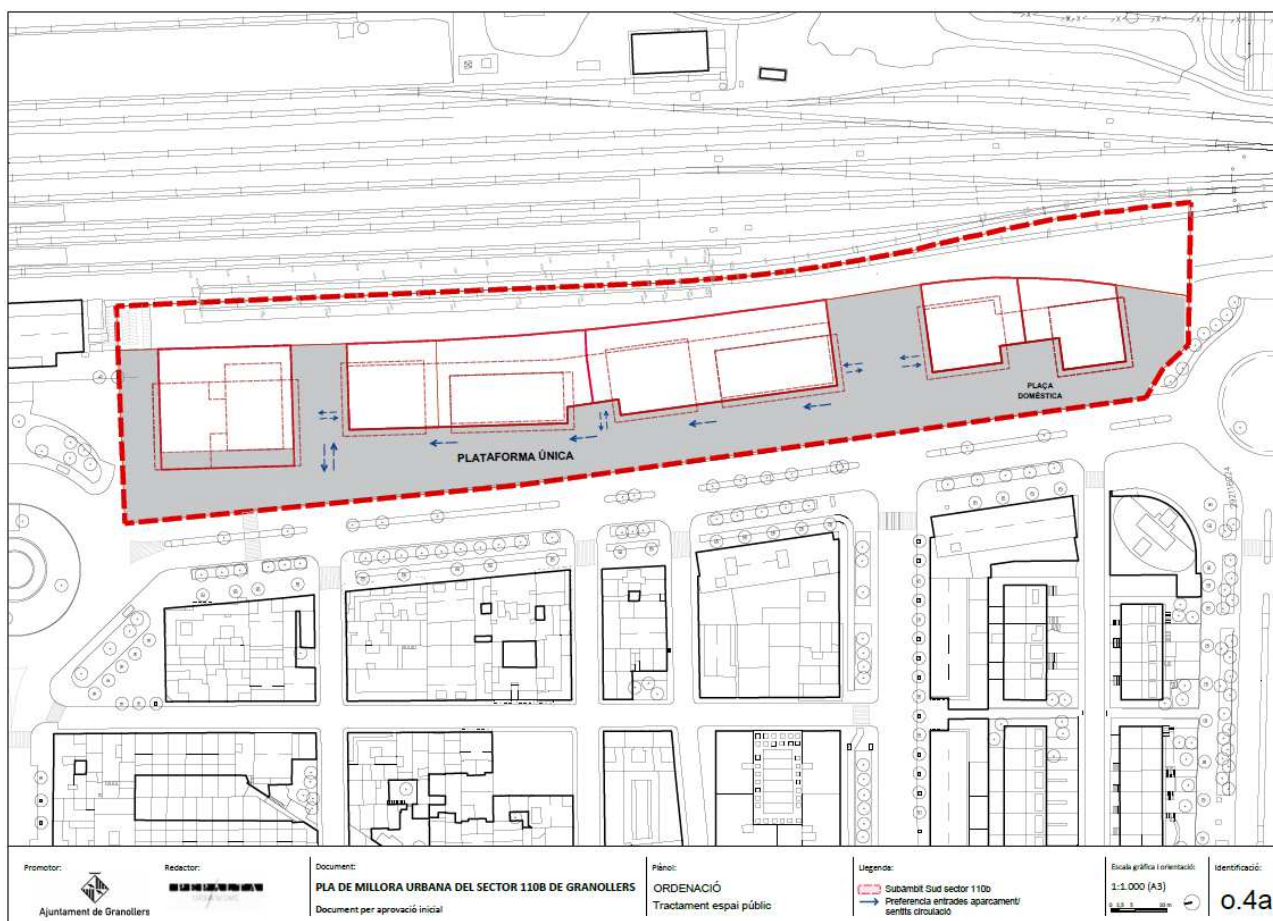 PLAÇA
DOMÈSTICA
PLATAFORMA ÚNICA
Promotor:
Ajuntament de Granollers
Redactor:
Document:
PLA DE MILLORA URBANA DEL SECTOR 110B DE GRANOLLERS
Document per aprovació inicial
Plànol:
ORDENACIÓ
Tractament espai públic
Llegenda:
Subàmbit Sud sector 110b
Preferencia entrades aparcament/
sentits circulació
Escala gràfica i orientació:
1:1.000 (A3)
Identificació:
o.4a